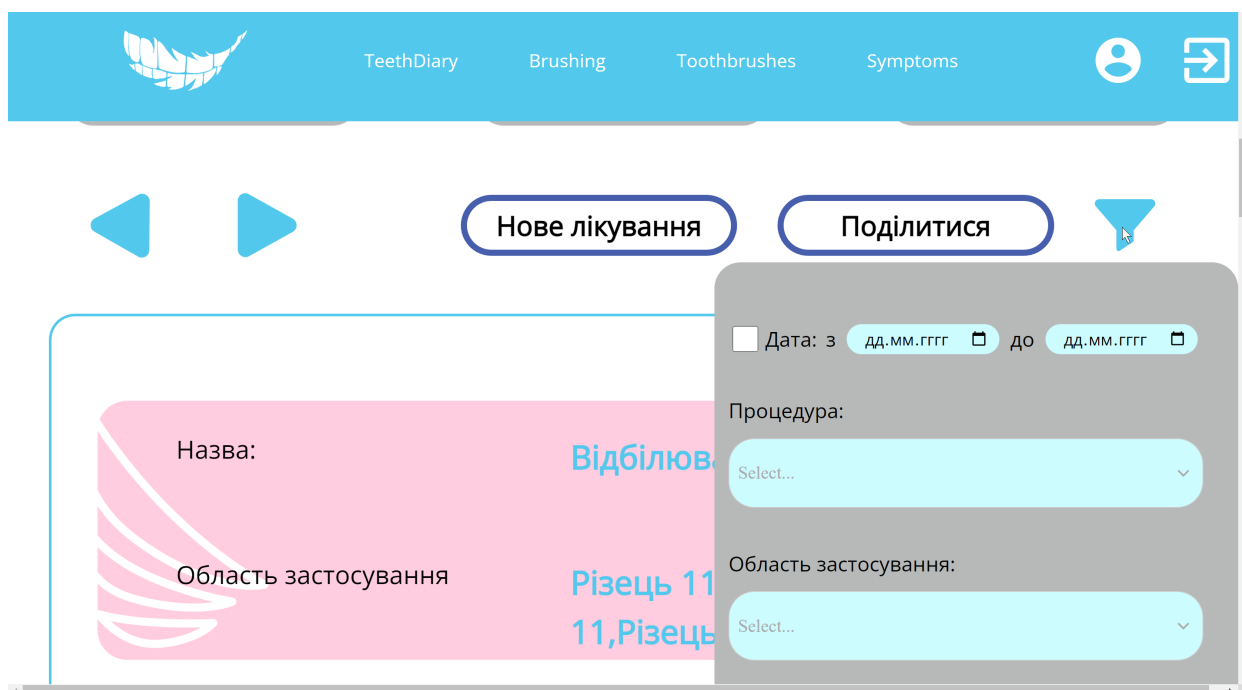 TeethDiary Brushing Toothbrushes Symptoms
Нове лікування Поділитися
Дата: з дд.мм.гггг до дд.мм.гггг
Процедура:
Назва: Відбілюв
Select...
Область застосування:
Область застосування Різець 11
Select...
11,Різець